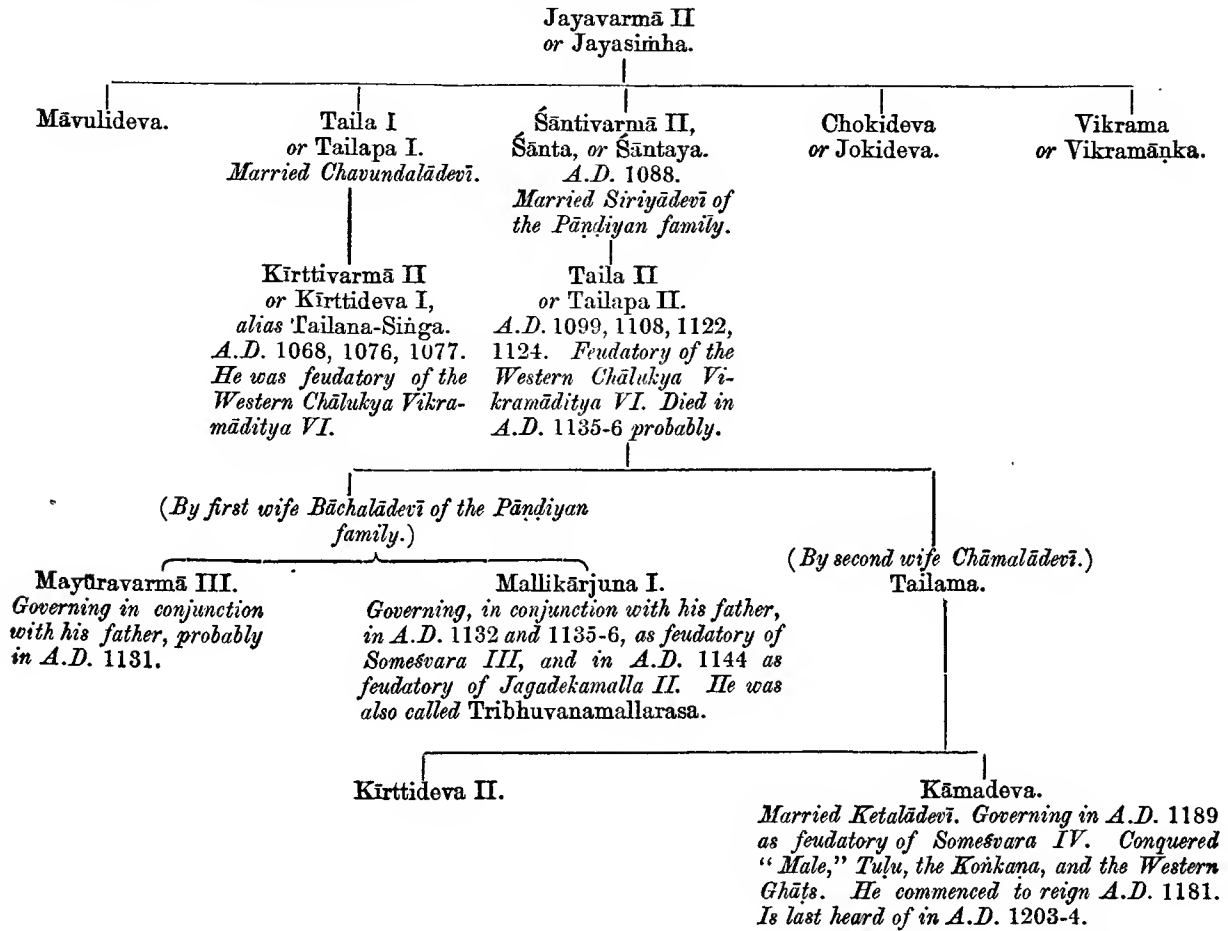 Jayavarmā II
or Jayasiṁha.
Māvulideva.
Taila I
or Tailapa I.
Married Chavundalādevī.
Śāntivarmā II,
Śānta, or Śāntaya.
A.D. 1088.
Married Siriyādevī of
the Pāṇḍiyan family.
Chokideva
or Jokideva.
Vikrama
or Vikramāṇka.
Kīrttivarmā II
or Kīrttideva I,
alias Tailana-Siṅga.
A.D. 1068, 1076, 1077.
He was feudatory of the
Western Chālukya Vikra-
māditya VI.
Taila II
or Tailapa II.
A.D. 1099, 1108, 1122,
1124. Feudatory of the
Western Chālukya Vi-
kramāditya VI. Died in
A.D. 1135-6 probably.
(By first wife Bāchalādevī of the Pāṇḍiyan
family.)
Mayūravarmā III.
Governing in conjunction
with his father, probably
in A.D. 1131.
Mallikārjuna I.
Governing, in conjunction with his father,
in A.D. 1132 and 1135-6, as feudatory of
Someśvara III, and in A.D. 1144 as
feudatory of Jagadekamalla II. He was
also called Tribhuvanamallarasa.
(By second wife Chāmalādevī.)
Tailama.
Kīrttideva II.
Kāmadeva.
Married Ketalādevī. Governing in A.D. 1189
as feudatory of Someśvara IV. Conquered
“Male,” Tuḷu, the Koṅkaṇa, and the Western
Ghāṭs. He commenced to reign A.D. 1181.
Is last heard of in A.D. 1203-4.